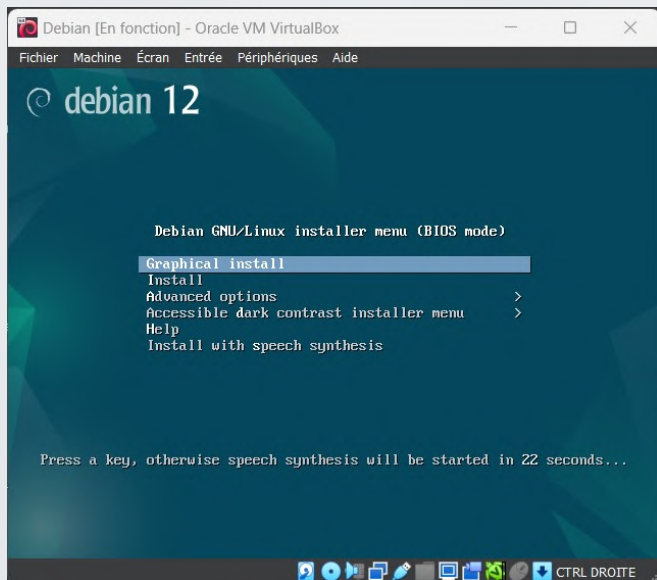 Debian [En fonction] - Oracle VM VirtualBox
Fichier Machine Écran Entrée Périphériques Aide
debian 12
Debian GNU/Linux installer menu (BIOS mode)
Graphical install
Install
Advanced options >
Accessible dark contrast installer menu >
Help
Install with speech synthesis
Press a key, otherwise speech synthesis will be started in 22 seconds...
CTRL DROITE